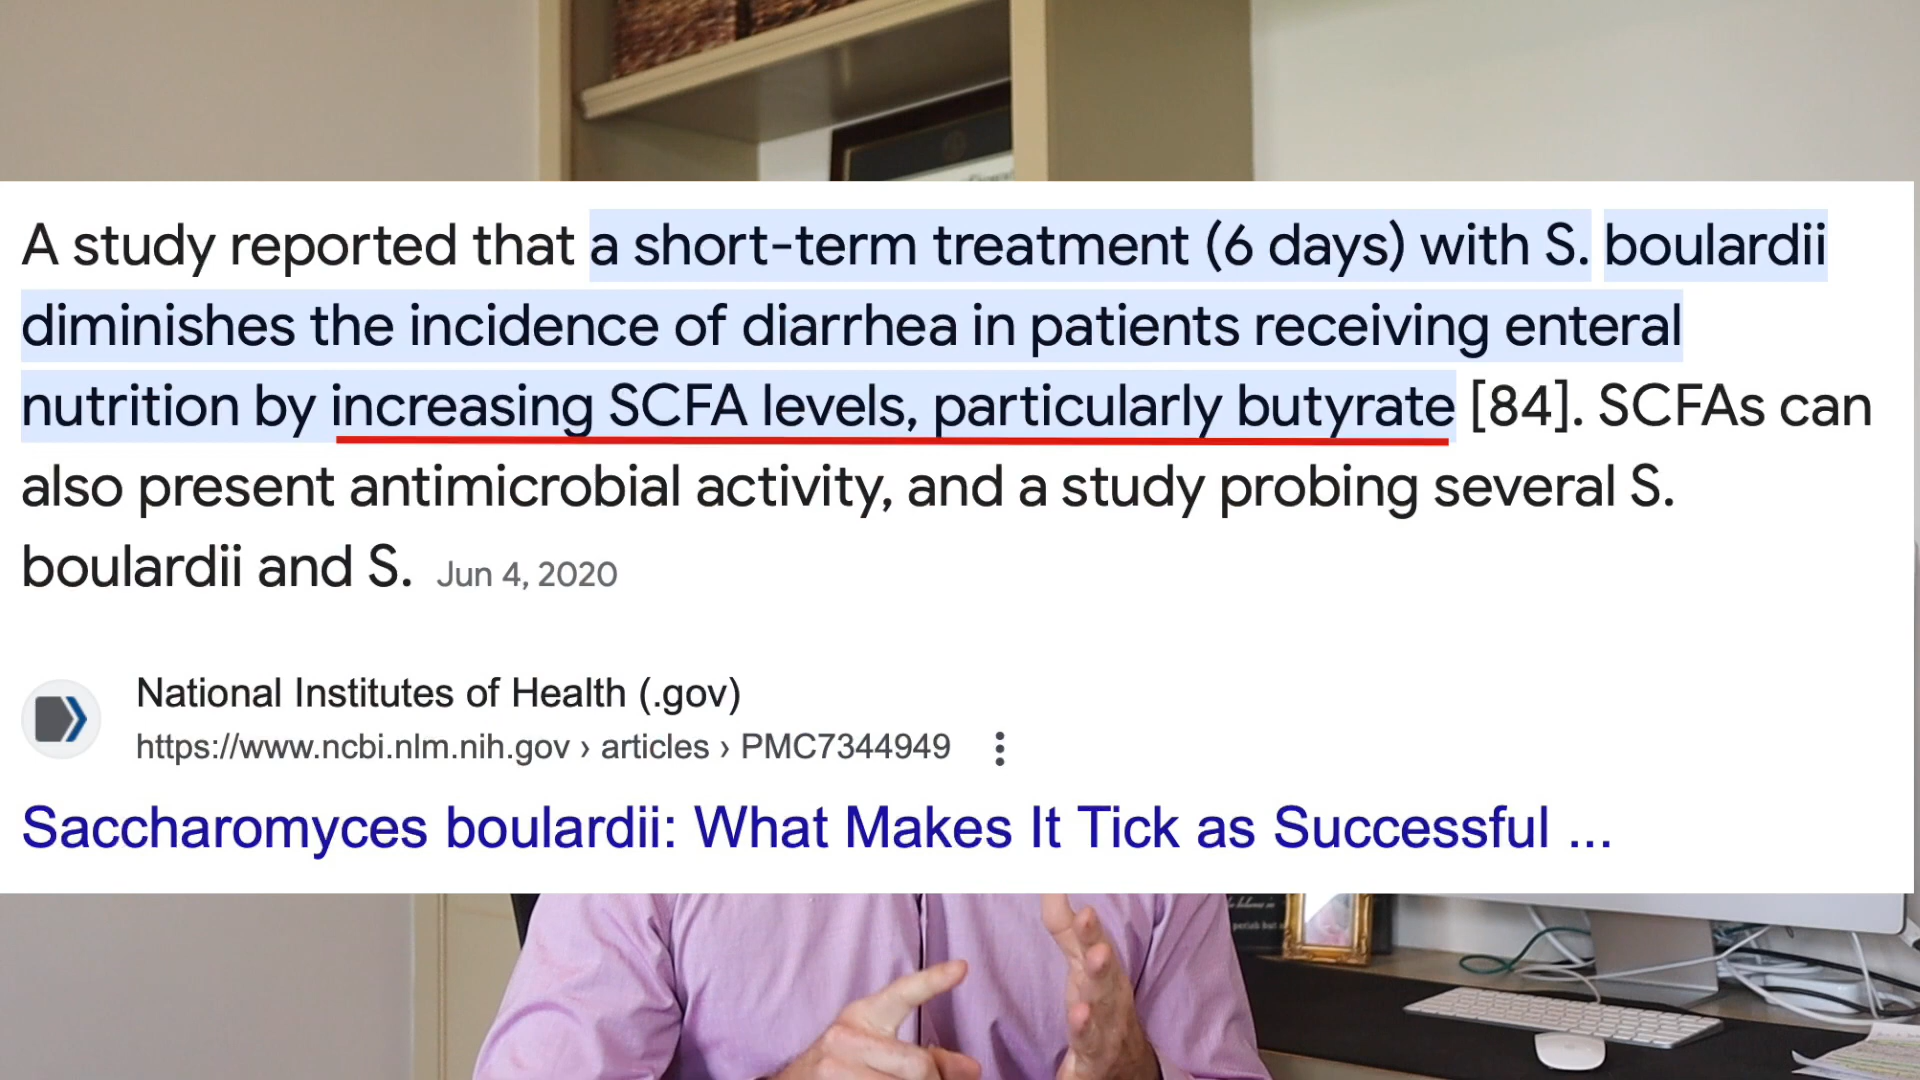 A study reported that a short-term treatment (6 days) with S. boulardii
diminishes the incidence of diarrhea in patients receiving enteral
nutrition by increasing SCFA levels, particularly butyrate [84]. SCFAs can
also present antimicrobial activity, and a study probing several S.
boulardii and S. Jun 4, 2020
National Institutes of Health (.gov)
https://www.ncbi.nlm.nih.gov › articles › PMC7344949
Saccharomyces boulardii: What Makes It Tick as Successful ...